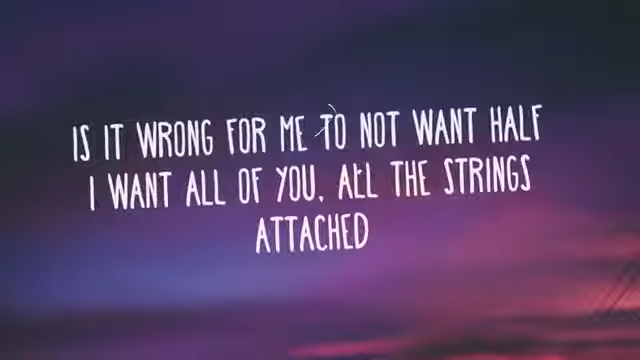 IS IT WRONG FOR ME TO NOT WANT HALF
I WANT ALL OF YOU, ALL THE STRINGS
ATTACHED